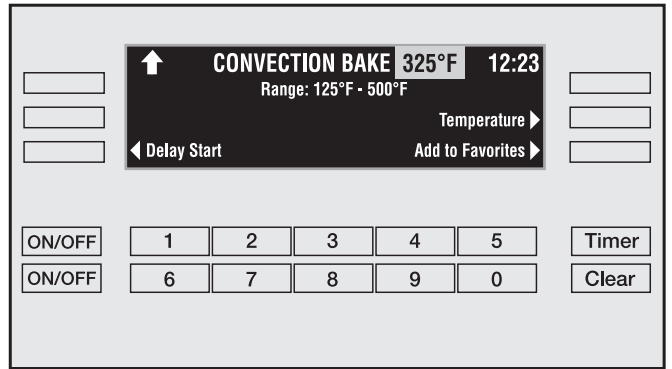 CONVECTION BAKE 325°F 12:23
Range: 125°F - 500°F
Temperature
Delay Start Add to Favorites
ON/OFF 1 2 3 4 5 Timer
ON/OFF 6 7 8 9 0 Clear